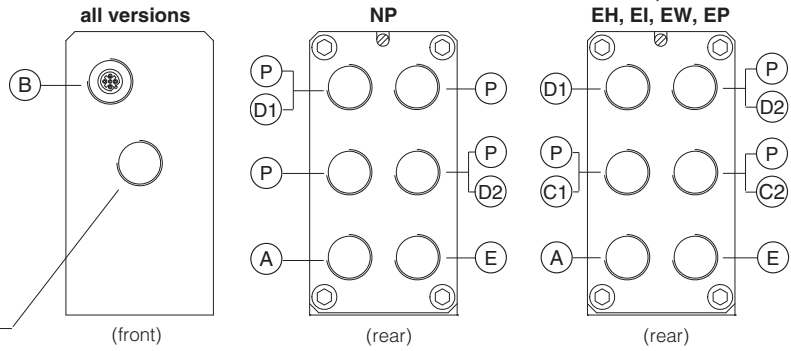 all versions
NP
EH, EI, EW, EP
B
P
D1
P
P
P
D2
A
E
D1
P
D2
P
C1
P
C2
A
E
(front)
(rear)
(rear)